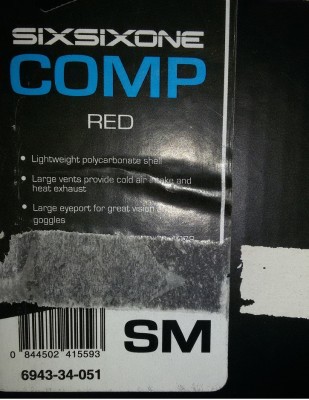 SIXSIXONE
COMP
RED
• Lightweight polycarbonate shell
• Large vents provide cold air intake and
heat exhaust
• Large eyeport for great vision
goggles
SM
0 844502 415593
6943-34-051